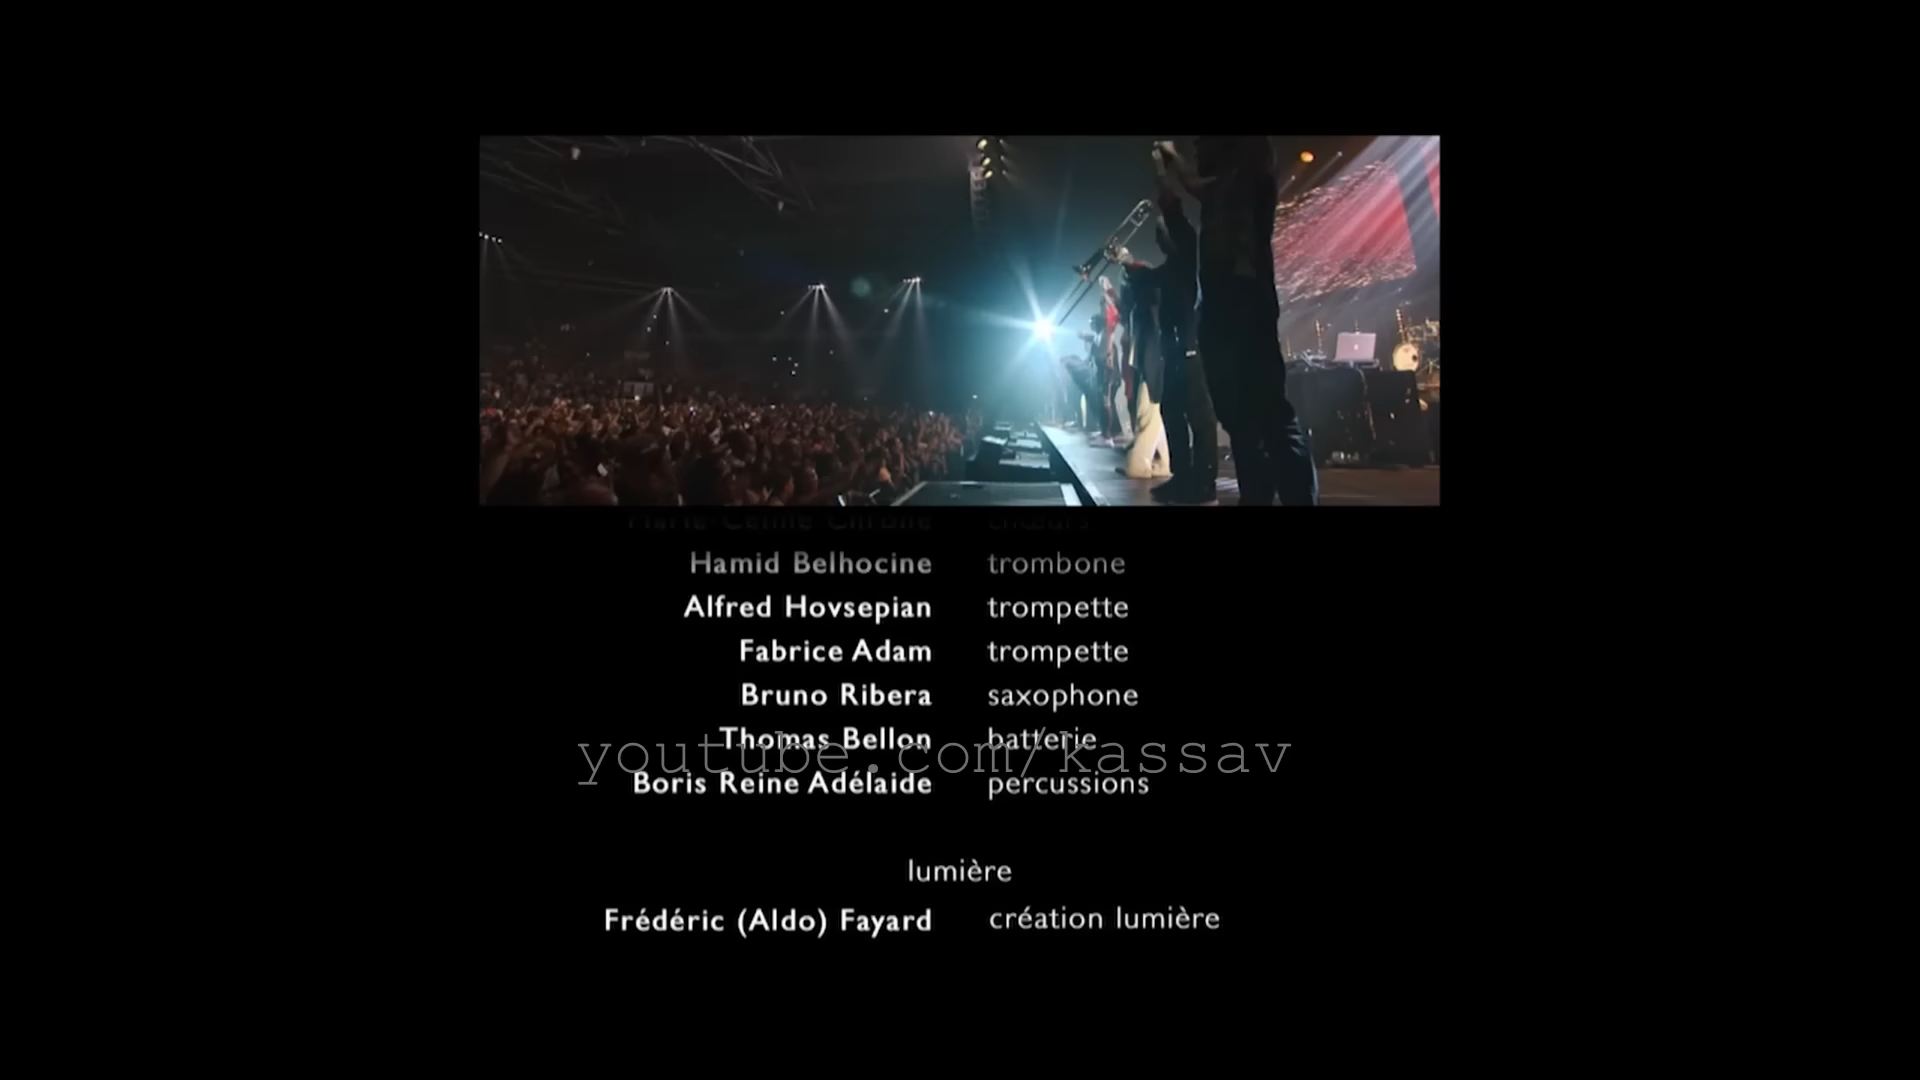 Hamid Belhocine trombone
Alfred Hovsepian trompette
Fabrice Adam trompette
Bruno Ribera saxophone
Thomas Bellon batterie
youtube.com/kassav
Boris Reine Adélaide percussions
lumière
Frédéric (Aldo) Fayard création lumière